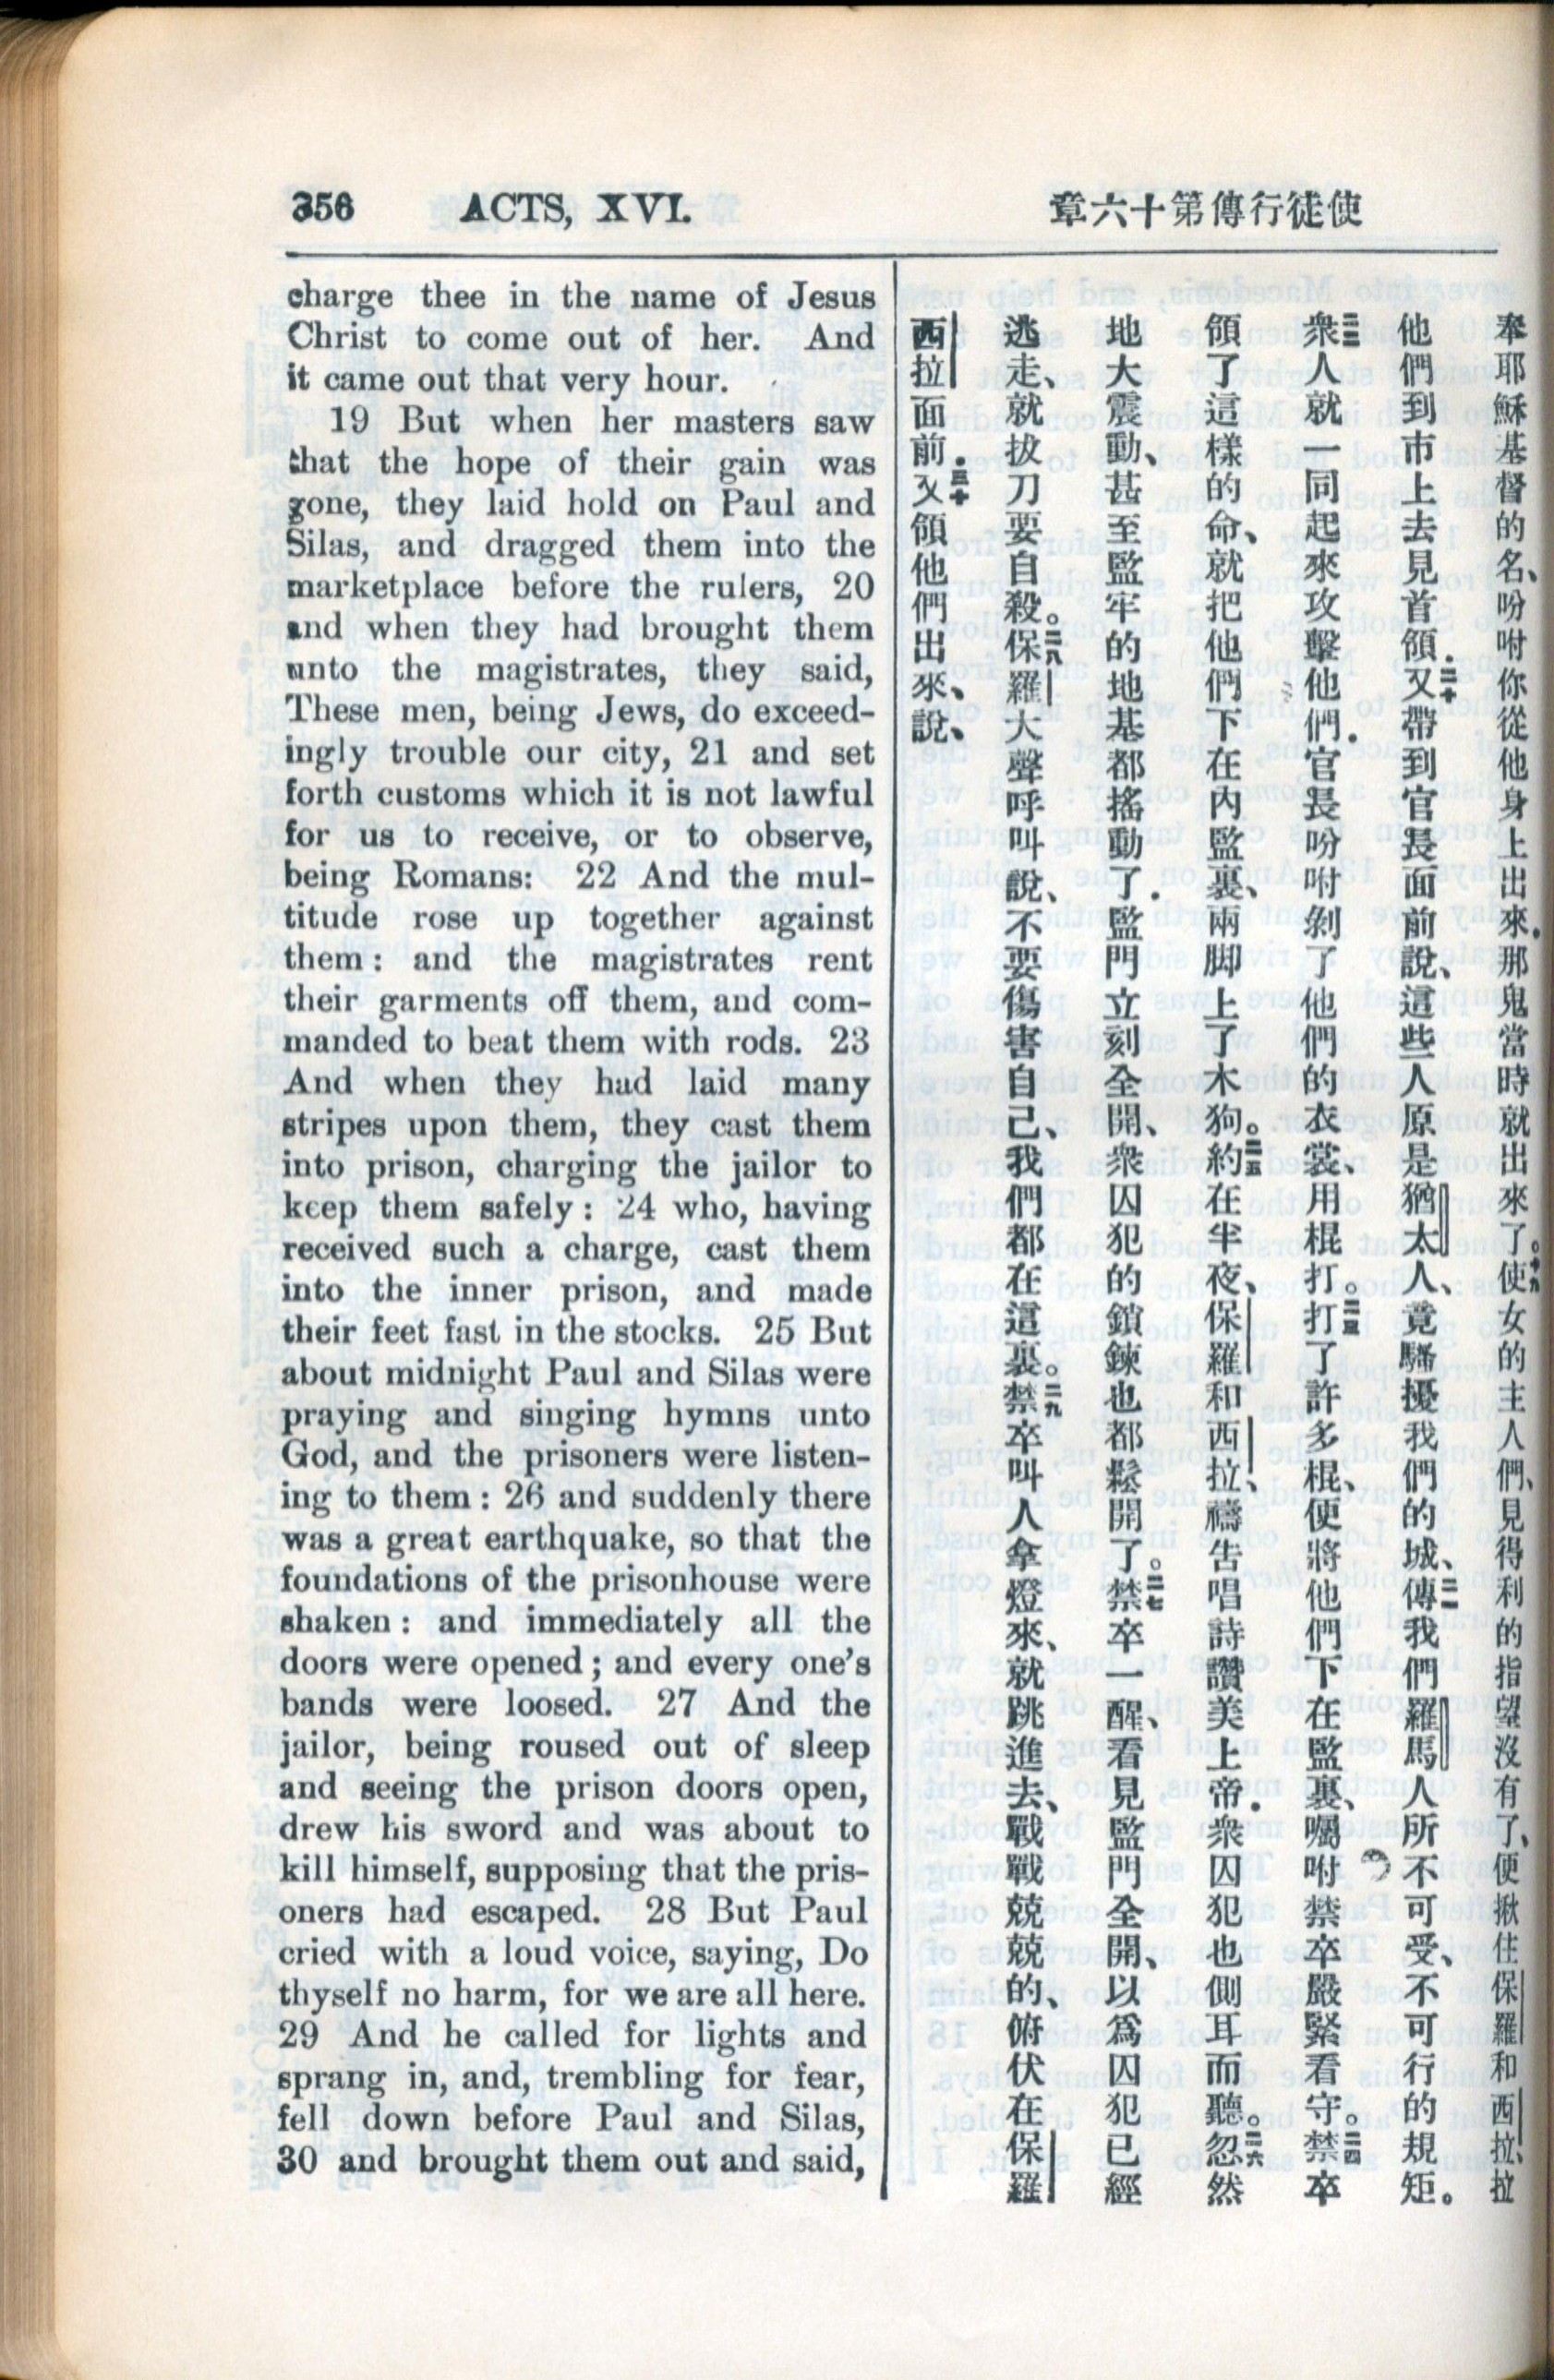 356 ACTS, XVI.
章六十第傳行徒使
charge thee in the name of Jesus
Christ to come out of her. And
it came out that very hour.
19 But when her masters saw
that the hope of their gain was
gone, they laid hold on Paul and
Silas, and dragged them into the
marketplace before the rulers, 20
and when they had brought them
unto the magistrates, they said,
These men, being Jews, do exceed-
ingly trouble our city, 21 and set
forth customs which it is not lawful
for us to receive, or to observe,
being Romans: 22 And the mul-
titude rose up together against
them: and the magistrates rent
their garments off them, and com-
manded to beat them with rods. 23
And when they had laid many
stripes upon them, they cast them
into prison, charging the jailor to
keep them safely: 24 who, having
received such a charge, cast them
into the inner prison, and made
their feet fast in the stocks. 25 But
about midnight Paul and Silas were
praying and singing hymns unto
God, and the prisoners were listen-
ing to them: 26 and suddenly there
was a great earthquake, so that the
foundations of the prisonhouse were
shaken: and immediately all the
doors were opened; and every one's
bands were loosed. 27 And the
jailor, being roused out of sleep
and seeing the prison doors open,
drew his sword and was about to
kill himself, supposing that the pris-
oners had escaped. 28 But Paul
cried with a loud voice, saying, Do
thyself no harm, for we are all here.
29 And he called for lights and
sprang in, and, trembling for fear,
fell down before Paul and Silas,
30 and brought them out and said,
奉耶穌基督的名、吩咐你從他身上出來．那鬼當時就出來了。十九使女的主人們、見得利的指望沒有了、便揪住保羅和西拉、拉
他們到市上去見首領．二十又帶到官長面前說、這些人原是猶太人、竟騷擾我們的城、二一傳我們羅馬人所不可受、不可行的規矩。
二二眾人就一同起來攻擊他們．官長吩咐剝了他們的衣裳、用棍打。二三打了許多棍、便將他們下在監裏、囑咐禁卒嚴緊看守。二四禁卒
領了這樣的命、就把他們下在內監裏、兩脚上了木狗。二五約在半夜、保羅和西拉、禱告唱詩讚美上帝．衆囚犯也側耳而聽。二六忽然
地大震動、甚至監牢的地基都搖動了．監門立刻全開、衆囚犯的鎖鍊也都鬆開了。二七禁卒一醒、看見監門全開、以爲囚犯已經
逃走、就拔刀要自殺。二八保羅大聲呼叫說、不要傷害自己、我們都在這裏。二九禁卒叫人拿燈來、就跳進去、戰戰兢兢的、俯伏在保羅
西拉面前．三十又領他們出來、說、